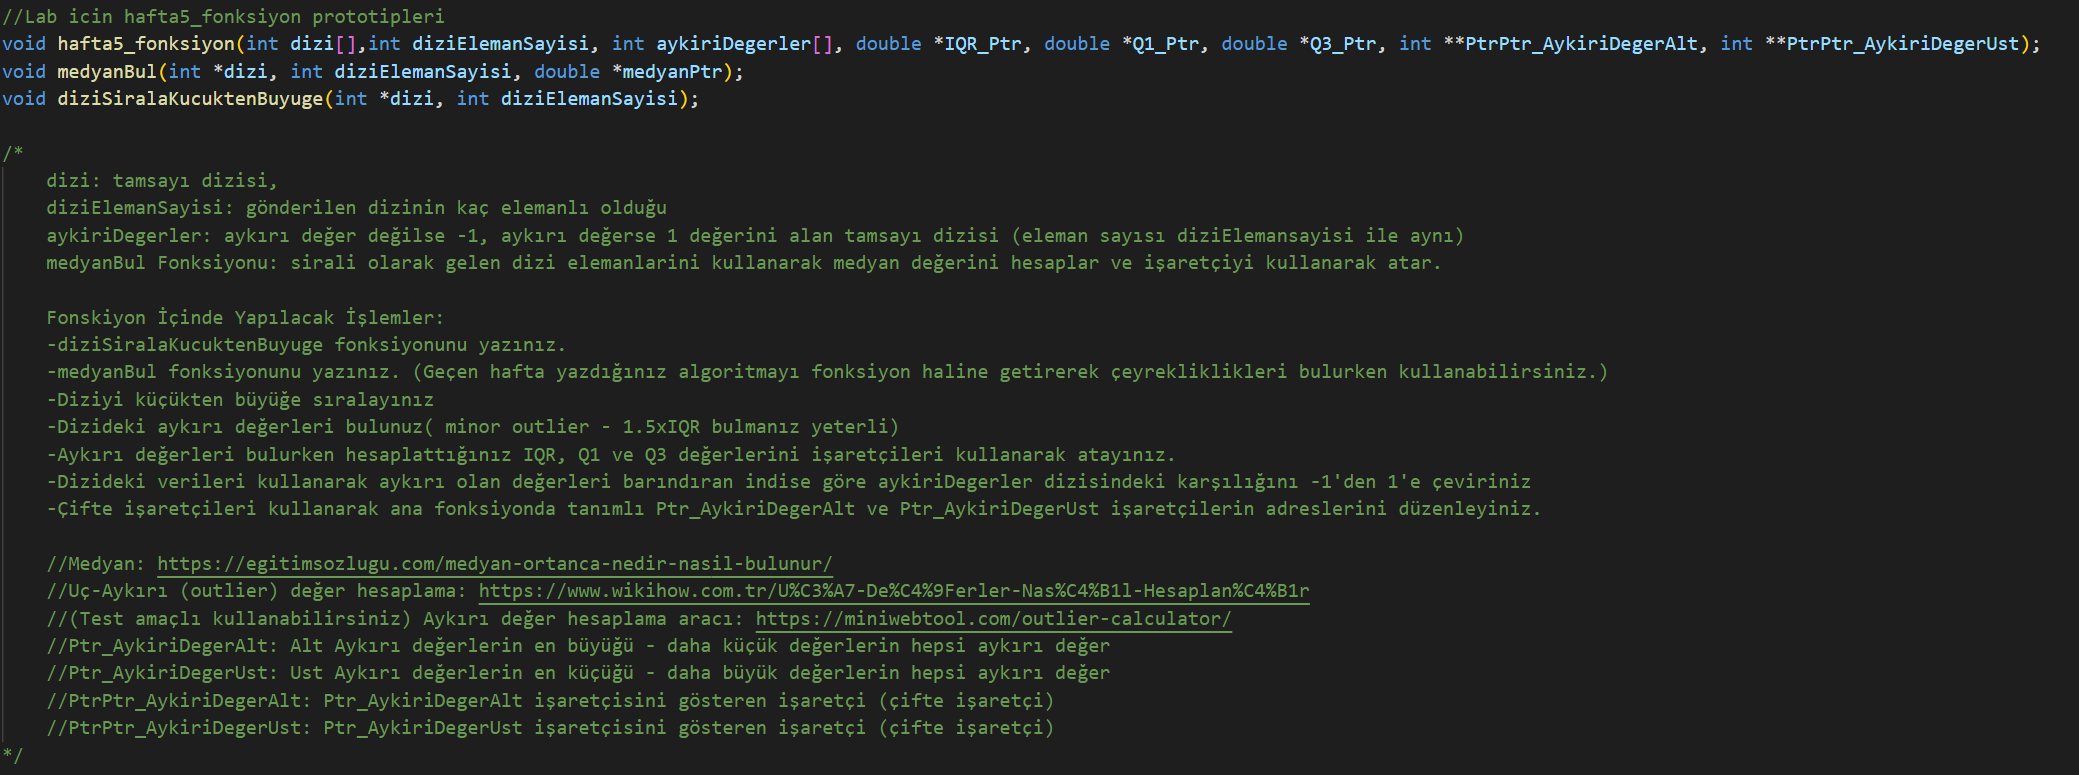 //Lab icin hafta5_fonksiyon prototipleri
void hafta5_fonksiyon(int dizi[],int diziElemanSayisi, int aykiriDegerler[], double *IQR_Ptr, double *Q1_Ptr, double *Q3_Ptr, int **PtrPtr_AykiriDegerAlt, int **PtrPtr_AykiriDegerUst);
void medyanBul(int *dizi, int diziElemanSayisi, double *medyanPtr);
void diziSiralaKucuktenBuyuge(int *dizi, int diziElemanSayisi);
/*
dizi: tamsayı dizisi,
diziElemanSayisi: gönderilen dizinin kaç elemanlı olduğu
aykiriDegerler: aykırı değer değilse -1, aykırı değerse 1 değerini alan tamsayı dizisi (eleman sayısı diziElemansayisi ile aynı)
medyanBul Fonksiyonu: sirali olarak gelen dizi elemanlarini kullanarak medyan değerini hesaplar ve işaretçiyi kullanarak atar.
Fonskiyon İçinde Yapılacak İşlemler:
-diziSiralaKucuktenBuyuge fonksiyonunu yazınız.
-medyanBul fonksiyonunu yazınız. (Geçen hafta yazdığınız algoritmayı fonksiyon haline getirerek çeyrekliklikleri bulurken kullanabilirsiniz.)
-Diziyi küçükten büyüğe sıralayınız
-Dizideki aykırı değerleri bulunuz( minor outlier - 1.5xIQR bulmanız yeterli)
-Aykırı değerleri bulurken hesaplattığınız IQR, Q1 ve Q3 değerlerini işaretçileri kullanarak atayınız.
-Dizideki verileri kullanarak aykırı olan değerleri barındıran indise göre aykiriDegerler dizisindeki karşılığını -1'den 1'e çeviriniz
-Çifte işaretçileri kullanarak ana fonksiyonda tanımlı Ptr_AykiriDegerAlt ve Ptr_AykiriDegerUst işaretçilerin adreslerini düzenleyiniz.
//Medyan: https://egitimsozlugu.com/medyan-ortanca-nedir-nasil-bulunur/
//Uç-Aykırı (outlier) değer hesaplama: https://www.wikihow.com.tr/U%C3%A7-De%C4%9Ferler-Nas%C4%B1l-Hesaplan%C4%B1r
//(Test amaçlı kullanabilirsiniz) Aykırı değer hesaplama aracı: https://miniwebtool.com/outlier-calculator/
//Ptr_AykiriDegerAlt: Alt Aykırı değerlerin en büyüğü - daha küçük değerlerin hepsi aykırı değer
//Ptr_AykiriDegerUst: Ust Aykırı değerlerin en küçüğü - daha büyük değerlerin hepsi aykırı değer
//PtrPtr_AykiriDegerAlt: Ptr_AykiriDegerAlt işaretçisini gösteren işaretçi (çifte işaretçi)
//PtrPtr_AykiriDegerUst: Ptr_AykiriDegerUst işaretçisini gösteren işaretçi (çifte işaretçi)
*/